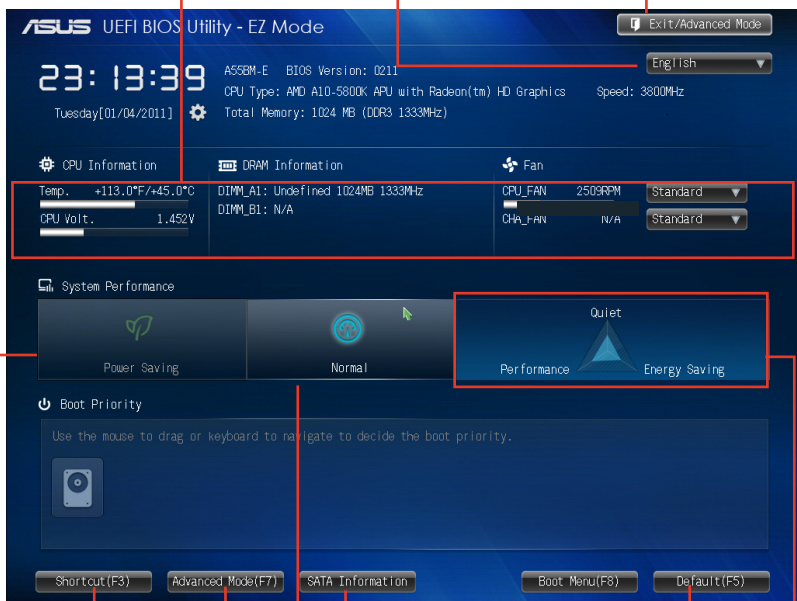 ASUS UEFI BIOS Utility - EZ Mode
Exit/Advanced Mode
English
23:13:39
Tuesday[01/04/2011]
A55BM-E BIOS Version: 0211
CPU Type: AMD A10-5800K APU with Radeon(tm) HD Graphics Speed: 3800MHz
Total Memory: 1024 MB (DDR3 1333MHz)
CPU Information
DRAM Information
Fan
Temp. +113.0°F/+45.0°C
DIMM_A1: Undefined 1024MB 1333MHz
CPU_FAN 2509RPM
Standard
CPU Volt. 1.452V
DIMM_B1: N/A
CHA_FAN N/A
Standard
System Performance
Power Saving
Normal
Quiet
Performance
Energy Saving
Boot Priority
Use the mouse to drag or keyboard to navigate to decide the boot priority.
Shortcut(F3)
Advanced Mode(F7)
SATA Information
Boot Menu(F8)
Default(F5)